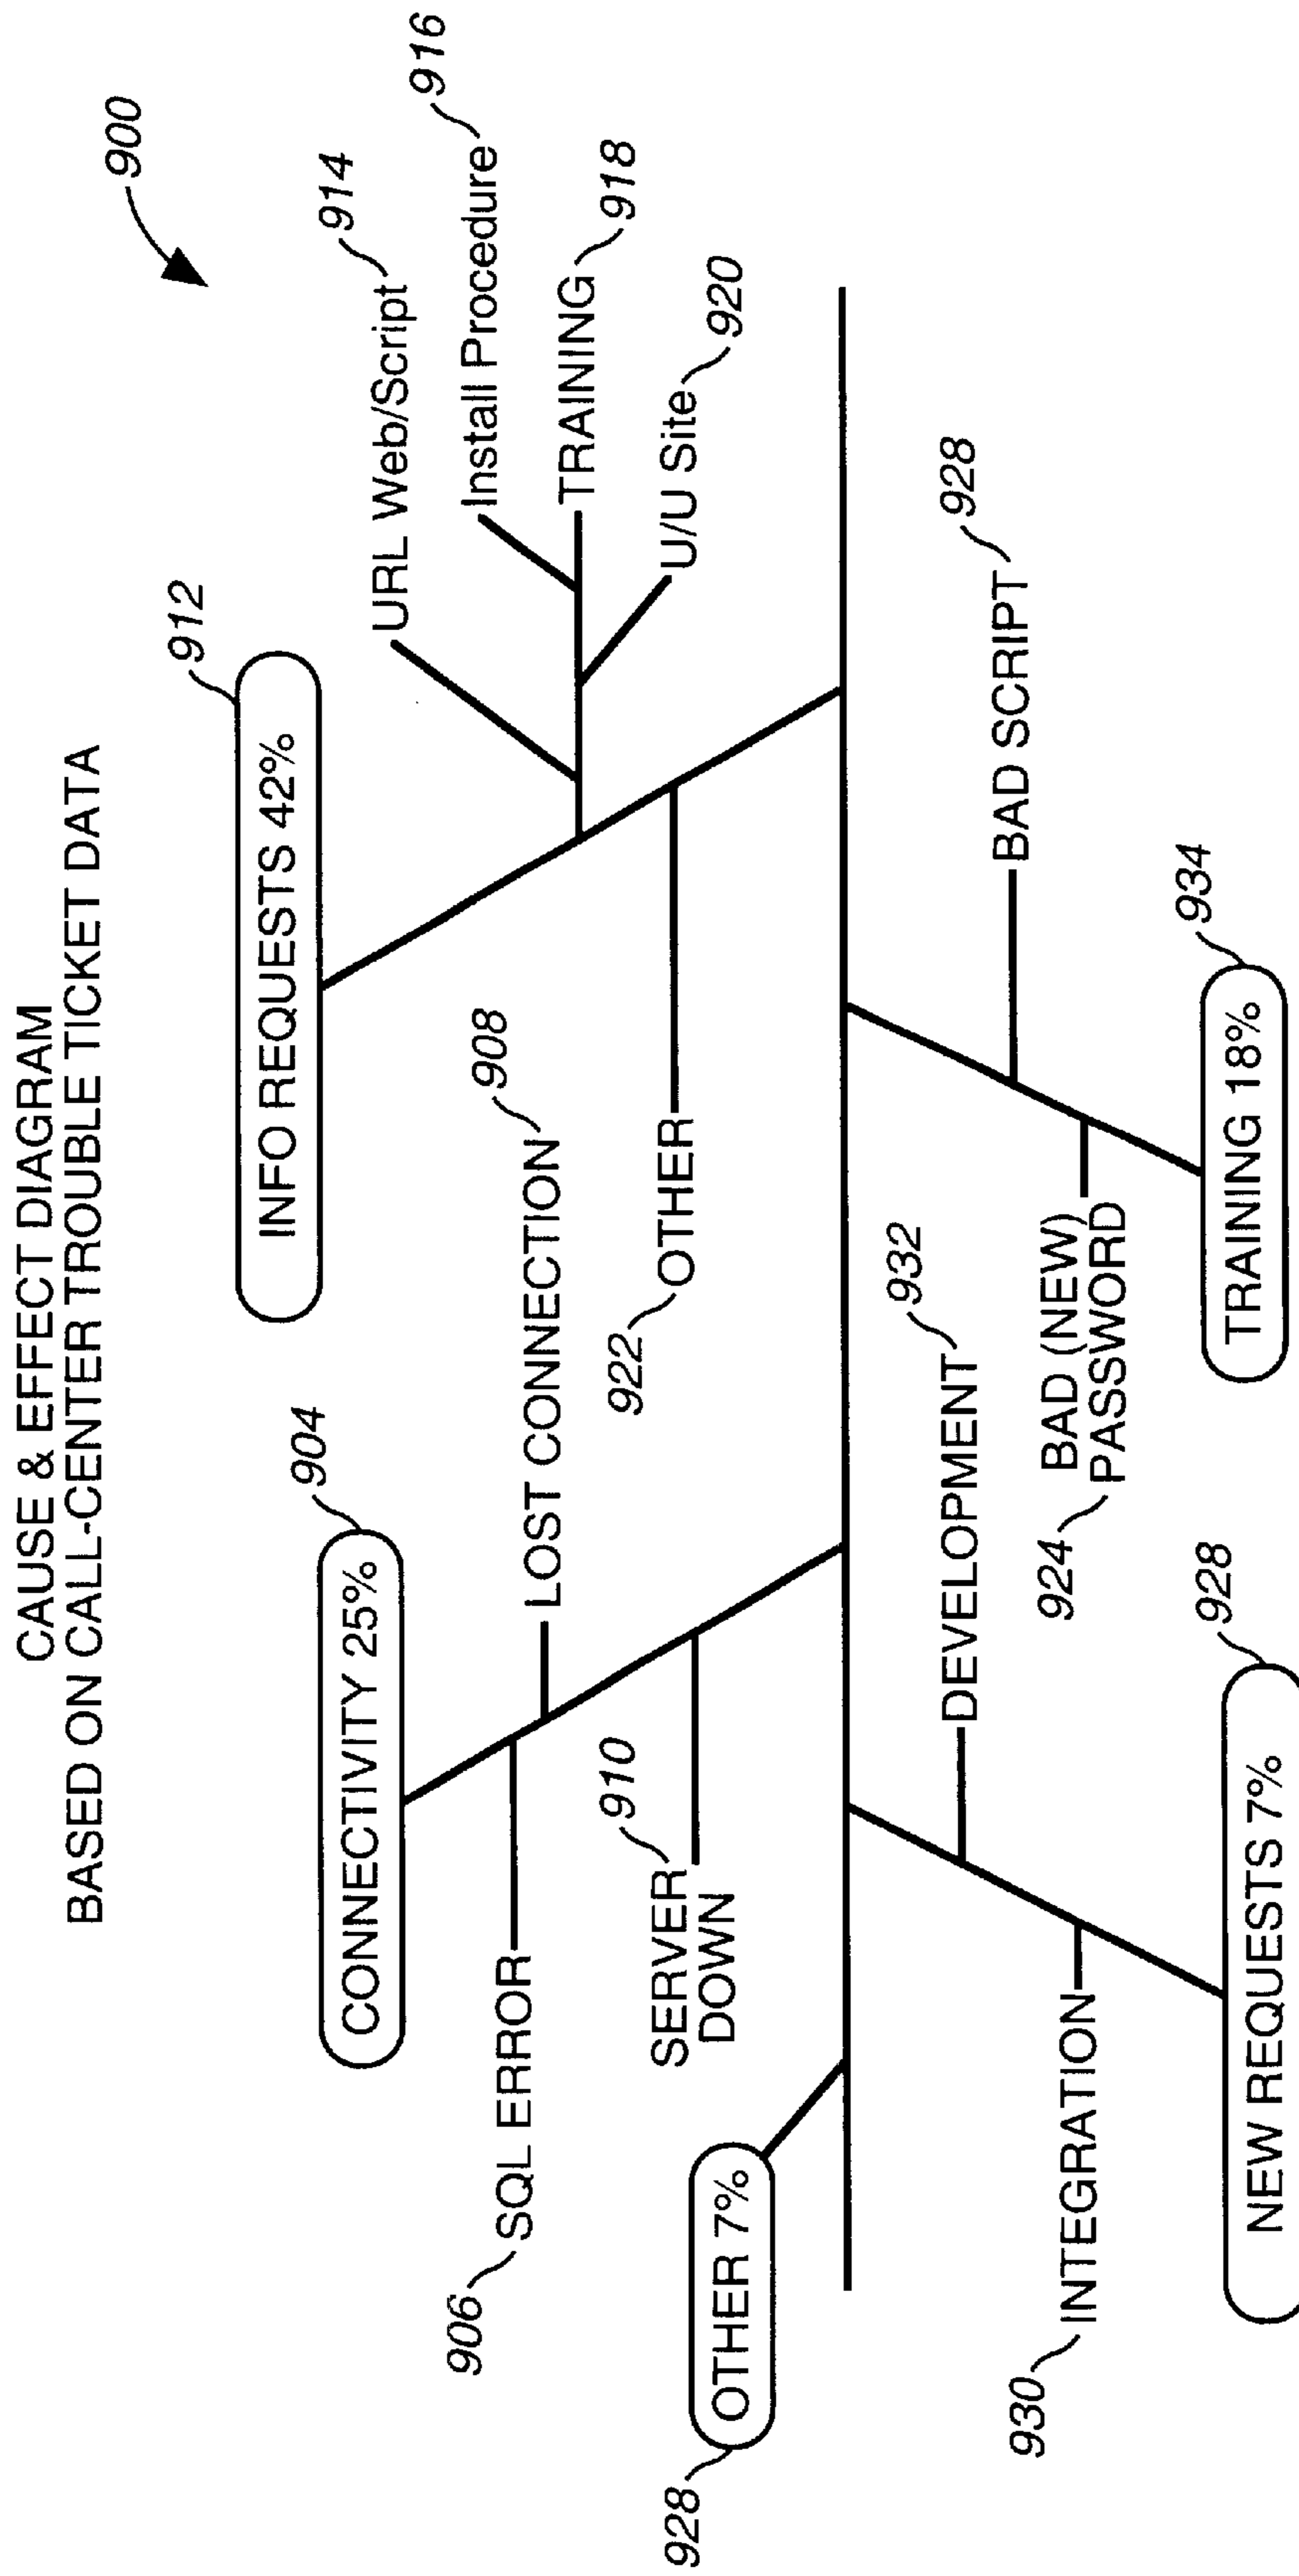 CAUSE & EFFECT DIAGRAM
BASED ON CALL-CENTER TROUBLE TICKET DATA
900
912
INFO REQUESTS 42%
904
CONNECTIVITY 25%
914
URL Web/Script
916
Install Procedure
TRAINING 918
U/U Site 920
908
LOST CONNECTION
906 SQL ERROR
922 OTHER
910
SERVER
DOWN
928 OTHER 7%
932
DEVELOPMENT
928
BAD SCRIPT
930 INTEGRATION
BAD (NEW)
924 PASSWORD
934
TRAINING 18%
928
NEW REQUESTS 7%